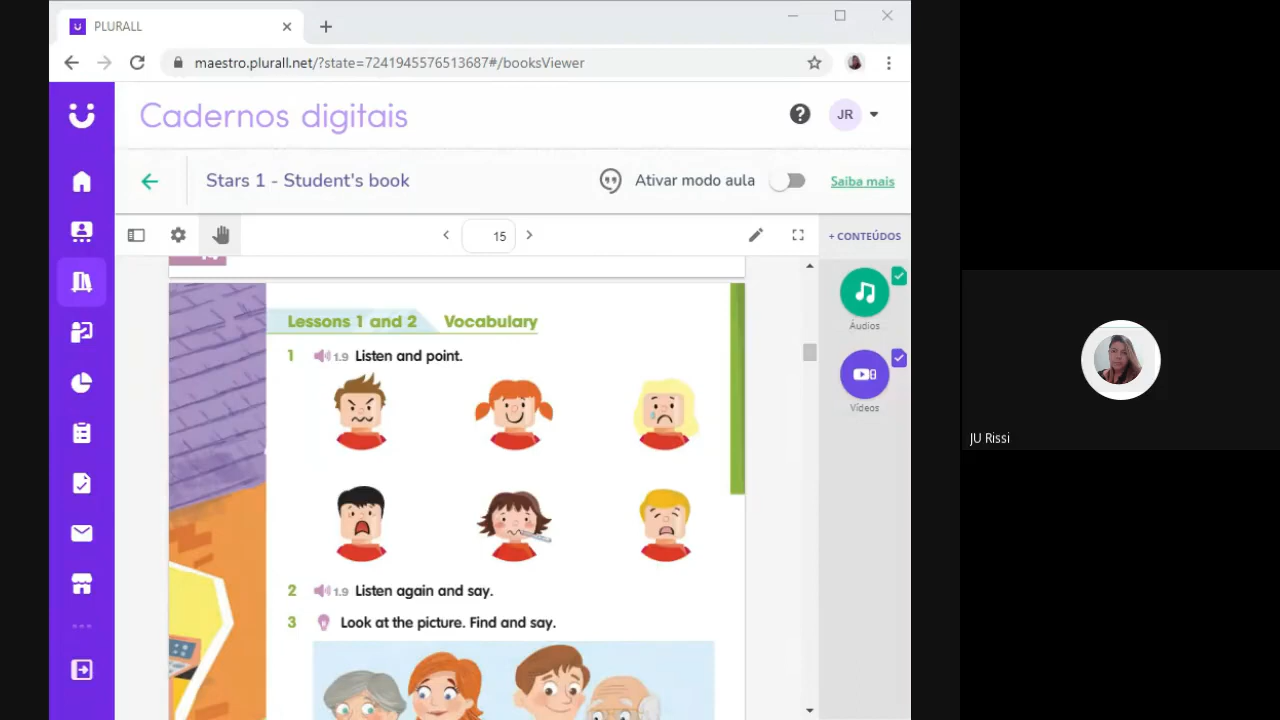 PLURALL
maestro.plurall.net/?state=7241945576513687#/booksViewer
Cadernos digitais
JR
Stars 1 - Student's book
Ativar modo aula
Saiba mais
15
+ CONTEÚDOS
Lessons 1 and 2 Vocabulary
1 1.9 Listen and point.
Áudios
Vídeos
JU Rissi
2 1.9 Listen again and say.
3 Look at the picture. Find and say.